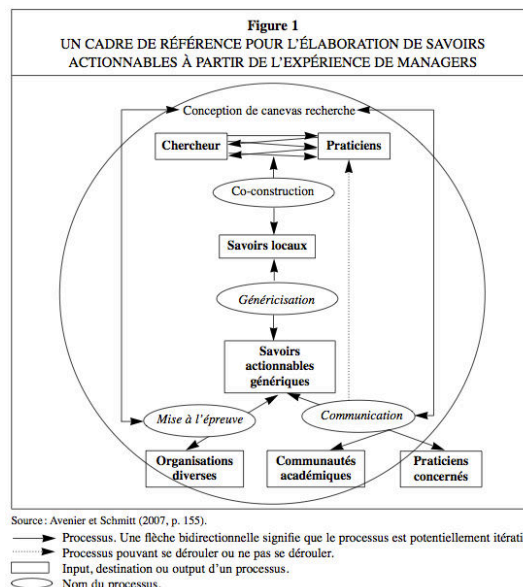 Figure 1
UN CADRE DE RÉFÉRENCE POUR L'ÉLABORATION DE SAVOIRS
ACTIONNABLES À PARTIR DE L'EXPÉRIENCE DE MANAGERS
Conception de canevas recherche
Chercheur
Praticiens
Co-construction
Savoirs locaux
Généricisation
Savoirs
actionnables
génériques
Mise à l'épreuve
Communication
Organisations
diverses
Communautés
académiques
Praticiens
concernés
Source : Avenier et Schmitt (2007, p. 155).
Processus. Une flèche bidirectionelle signifie que le processus est potentiellement itérati
Processus pouvant se dérouler ou ne pas se dérouler.
Input, destination ou output d'un processus.
Nom du processus.